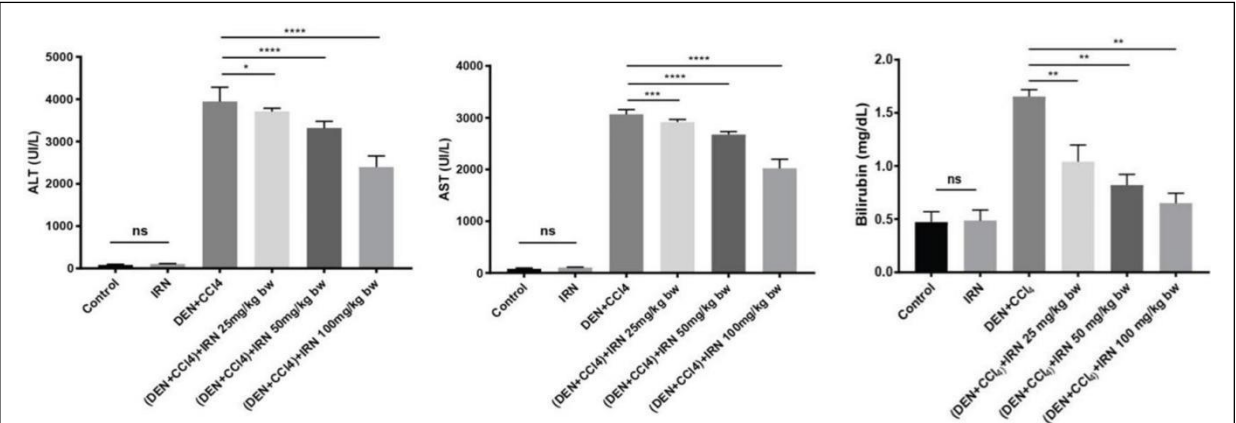 ****
****
*
5000
4000
3000
2000
1000
0
ALT (UI/L)
ns
Control
IRN
DEN+CCl4
(DEN+CCl4)+IRN 25mg/kg bw
(DEN+CCl4)+IRN 50mg/kg bw
(DEN+CCl4)+IRN 100mg/kg bw
****
****
***
4000
3000
2000
1000
0
AST (UI/L)
ns
Control
IRN
DEN+CCl4
(DEN+CCl4)+IRN 25mg/kg bw
(DEN+CCl4)+IRN 50mg/kg bw
(DEN+CCl4)+IRN 100mg/kg bw
**
**
**
2.0
1.5
1.0
0.5
0.0
Bilirubin (mg/dL)
ns
Control
IRN
DEN+CCl₄
(DEN+CCl₄)+IRN 25 mg/kg bw
(DEN+CCl₄)+IRN 50 mg/kg bw
(DEN+CCl₄)+IRN 100 mg/kg bw